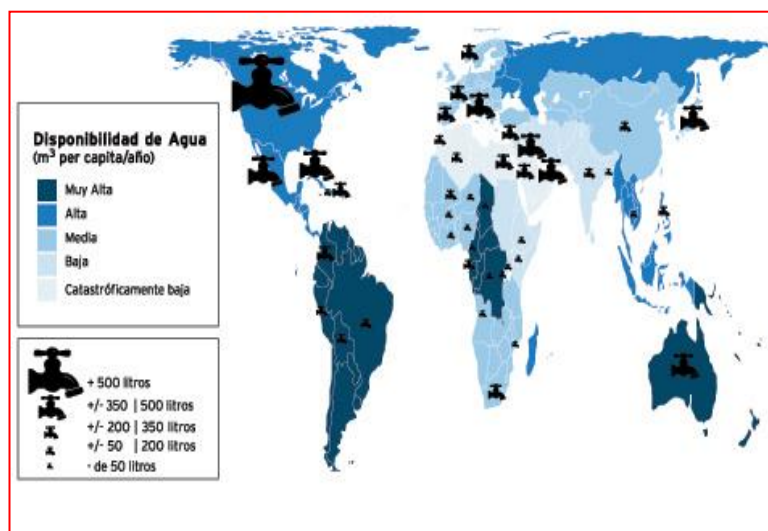 Disponibilidad de Agua
(m³ per capita/año)
Muy Alta
Alta
Media
Baja
Catastróficamente baja
+ 500 litros
+/- 350 | 500 litros
+/- 200 | 350 litros
+/- 50 | 200 litros
- de 50 litros